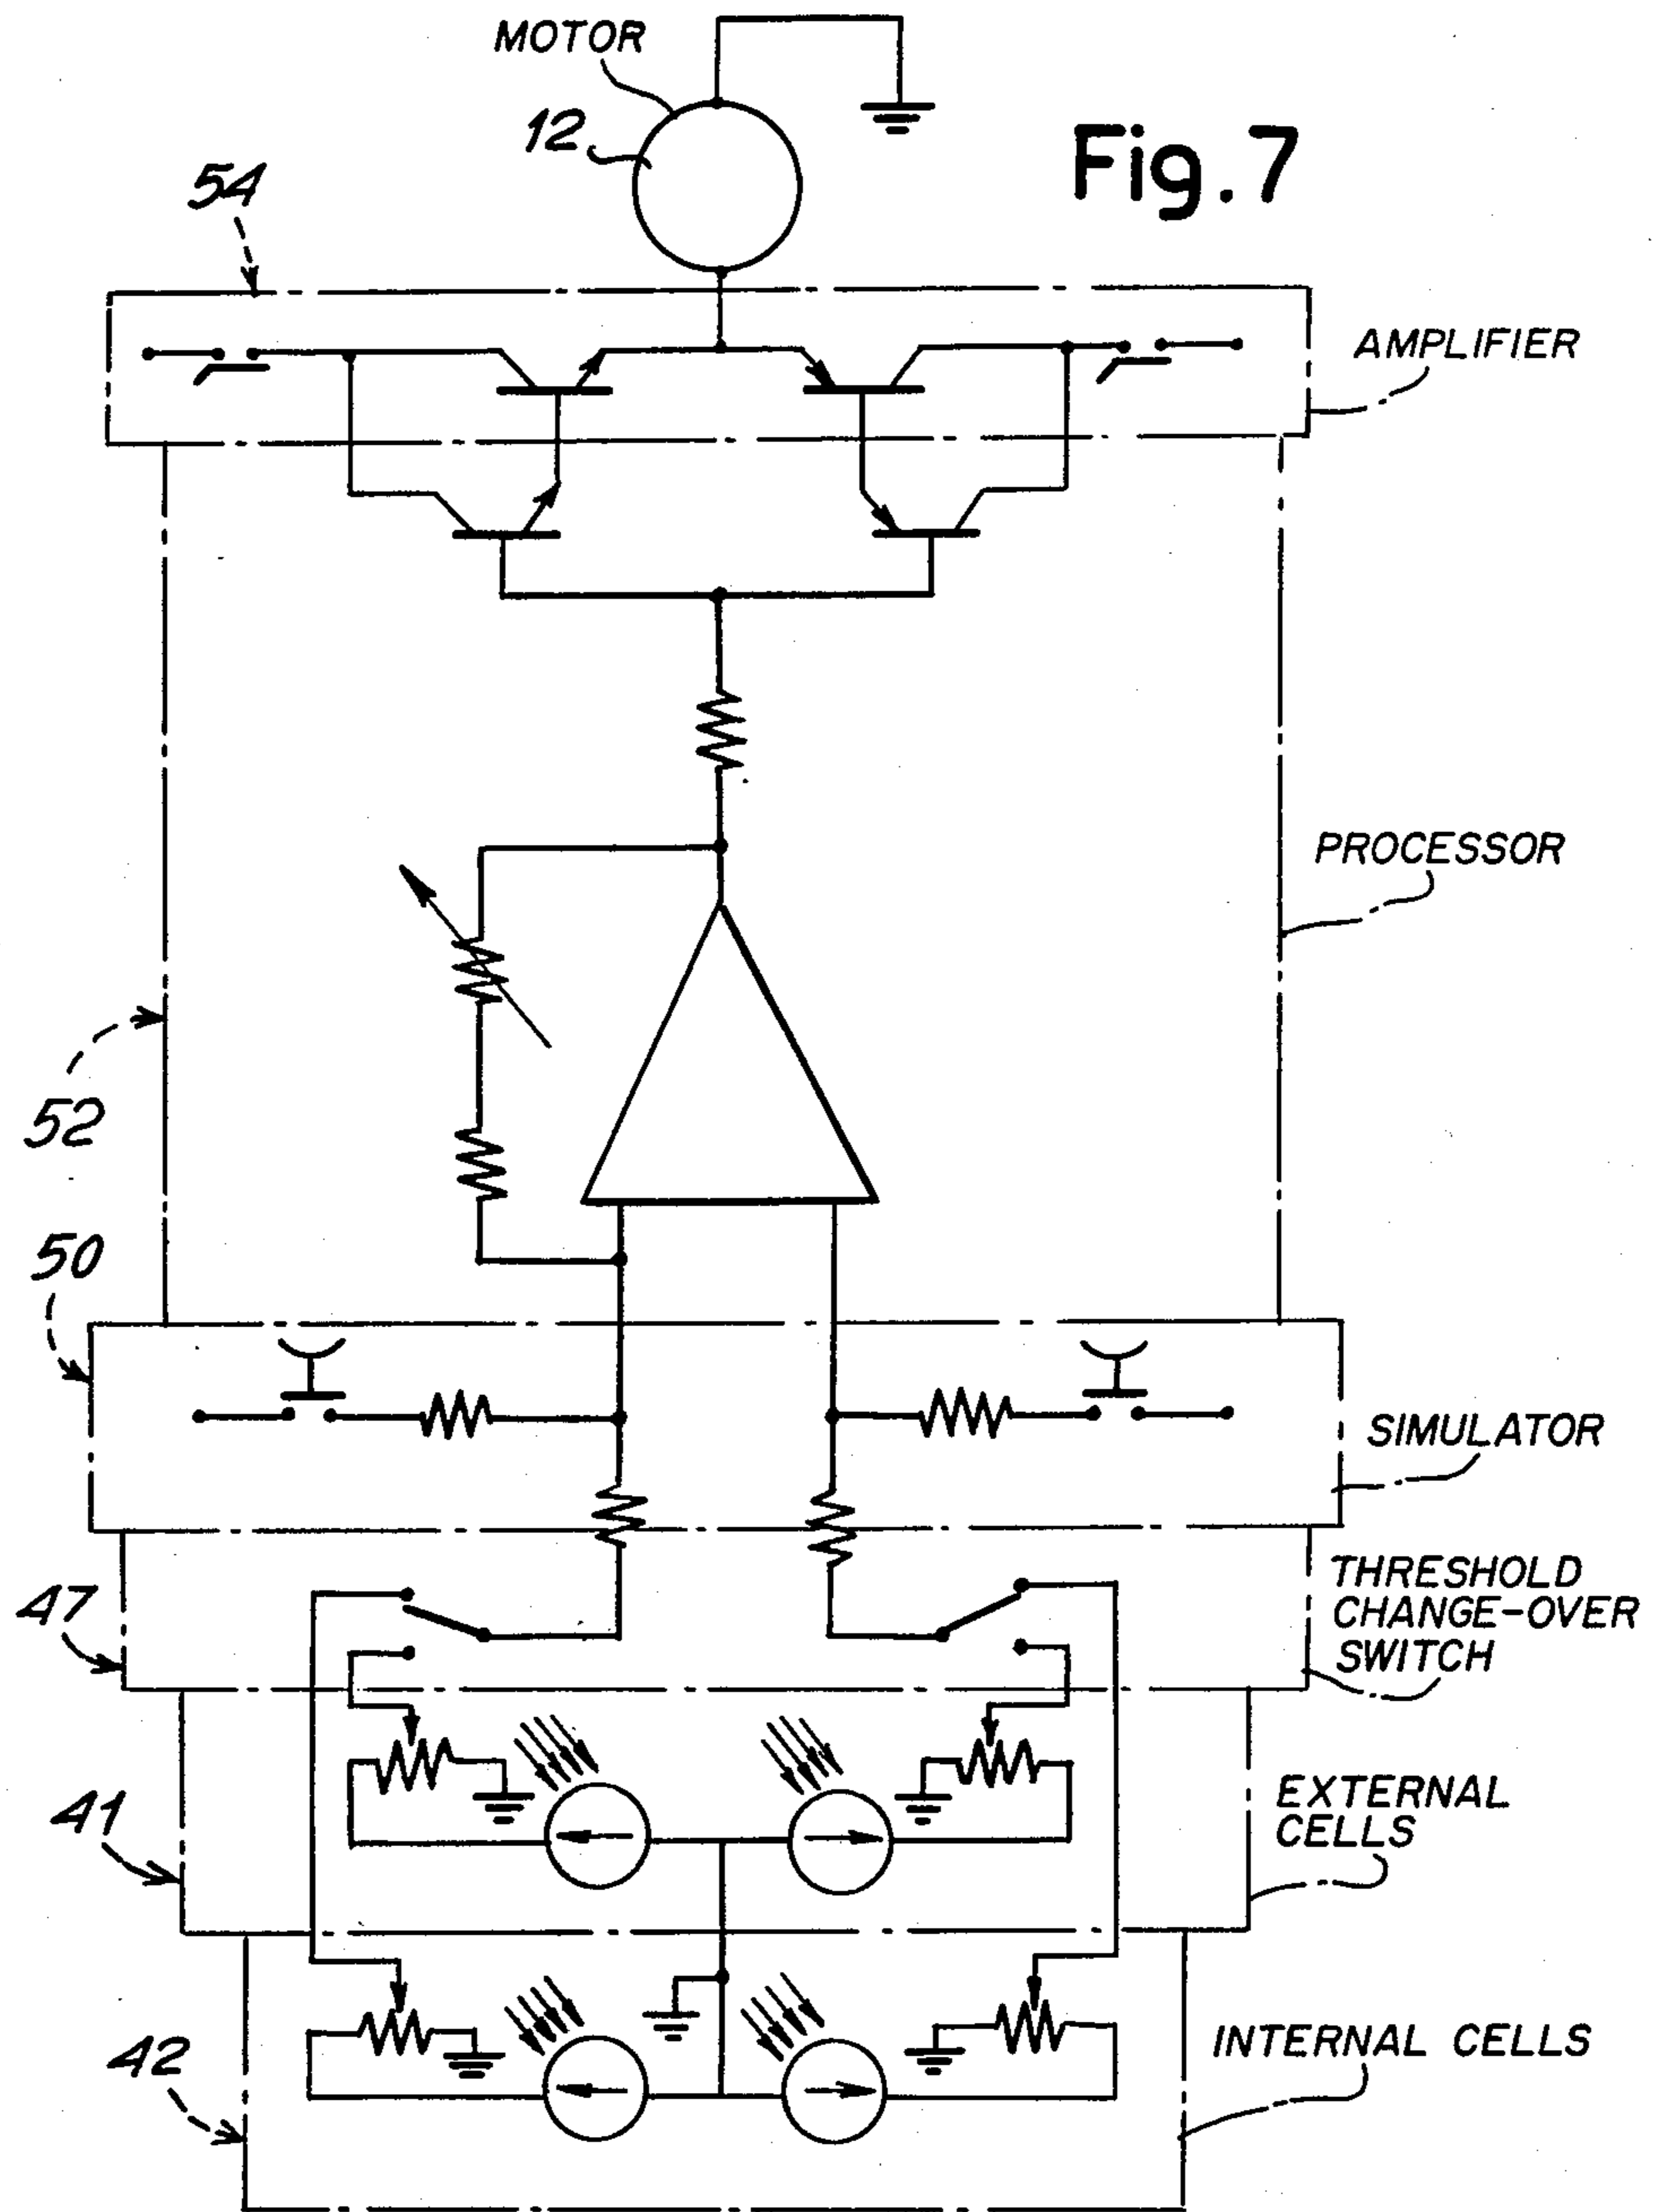 MOTOR
12
Fig.7
54
AMPLIFIER
PROCESSOR
52
50
SIMULATOR
47
THRESHOLD
CHANGE-OVER
SWITCH
41
EXTERNAL
CELLS
42
INTERNAL CELLS